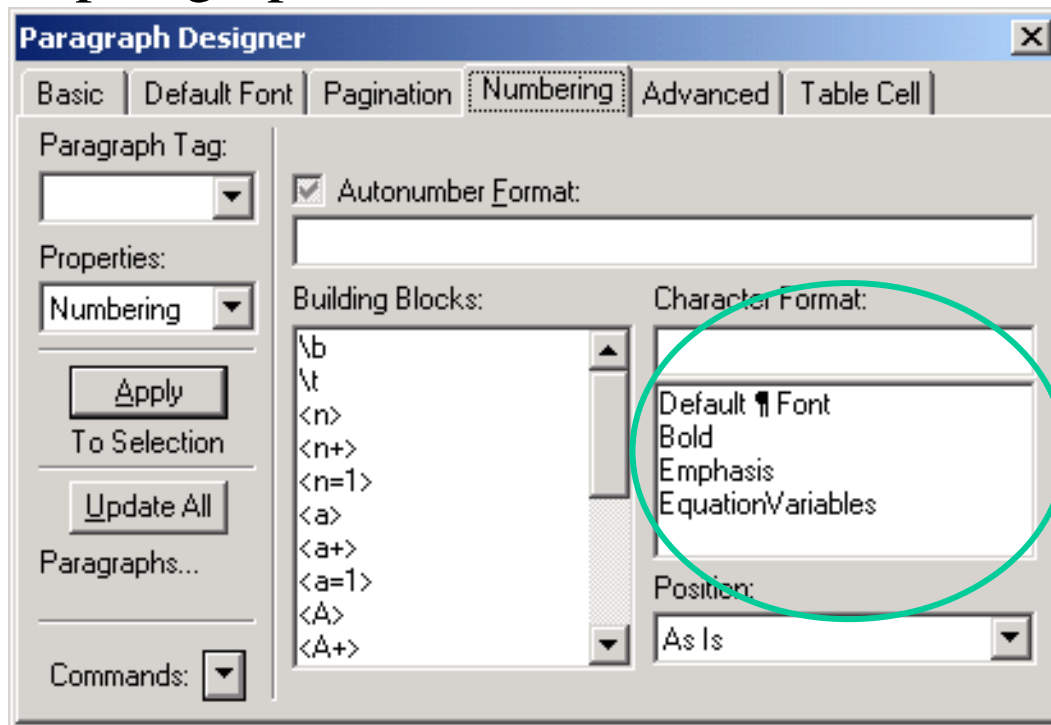 Paragraph Designer
Basic Default Font Pagination Numbering Advanced Table Cell
Paragraph Tag:
Properties:
Numbering
Apply
To Selection
Update All
Paragraphs...
Commands:
Autonumber Format:
Building Blocks:
\b
\t
<n>
<n+>
<n=1>
<a>
<a+>
<a=1>
<A>
<A+>
Character Format:
Default ¶ Font
Bold
Emphasis
EquationVariables
Position:
As Is